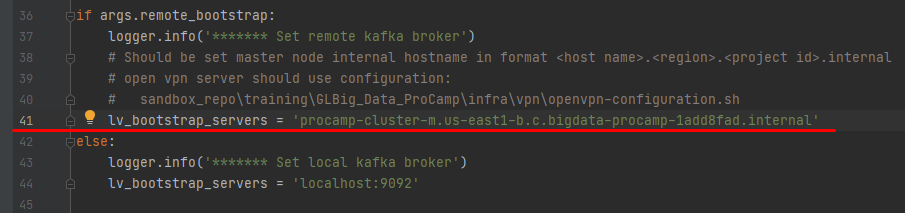 36 if args.remote_bootstrap:
37 logger.info('******* Set remote kafka broker')
38 # Should be set master node internal hostname in format <host name>.<region>.<project id>.internal
39 # open vpn server should use configuration:
40 #   sandbox_repo\training\GLBig_Data_ProCamp\infra\vpn\openvpn-configuration.sh
41 lv_bootstrap_servers = 'procamp-cluster-m.us-east1-b.c.bigdata-procamp-1add8fad.internal'
42 else:
43 logger.info('******* Set local kafka broker')
44 lv_bootstrap_servers = 'localhost:9092'